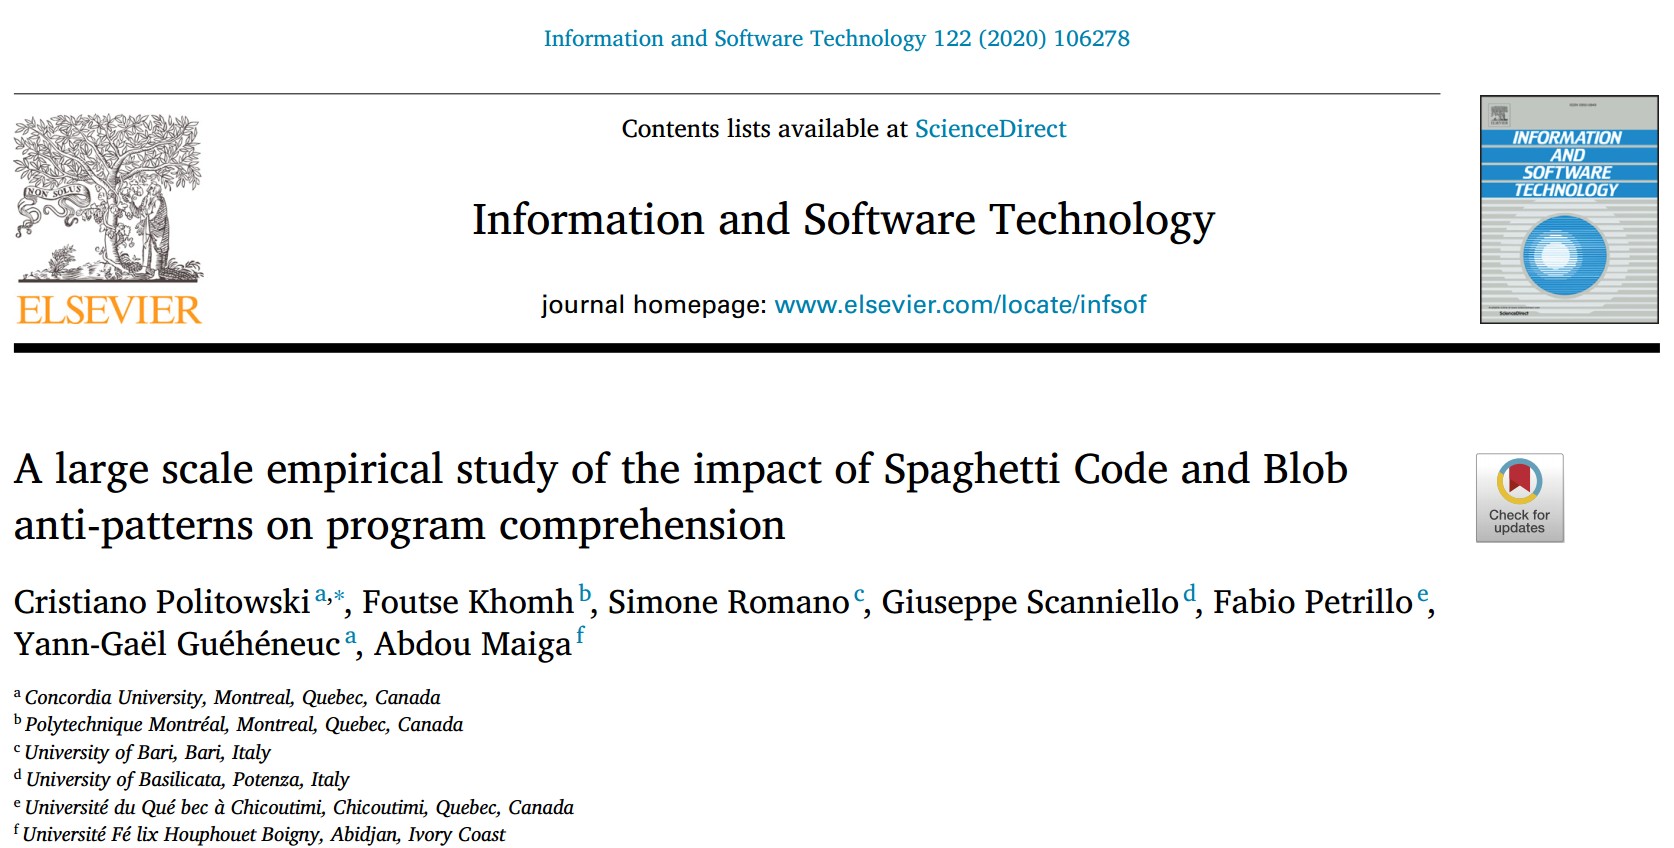 Information and Software Technology 122 (2020) 106278
Contents lists available at ScienceDirect
Information and Software Technology
journal homepage: www.elsevier.com/locate/infsof
NON SOLUS
ELSEVIER
INFORMATION
AND
SOFTWARE
TECHNOLOGY
ScienceDirect
A large scale empirical study of the impact of Spaghetti Code and Blob
anti-patterns on program comprehension
Check for
updates
Cristiano Politowski a,*, Foutse Khomh b, Simone Romano c, Giuseppe Scanniello d, Fabio Petrillo e,
Yann-Gaël Guéhéneuc a, Abdou Maiga f
a Concordia University, Montreal, Quebec, Canada
b Polytechnique Montréal, Montreal, Quebec, Canada
c University of Bari, Bari, Italy
d University of Basilicata, Potenza, Italy
e Université du Qué bec à Chicoutimi, Chicoutimi, Quebec, Canada
f Université Fé lix Houphouet Boigny, Abidjan, Ivory Coast